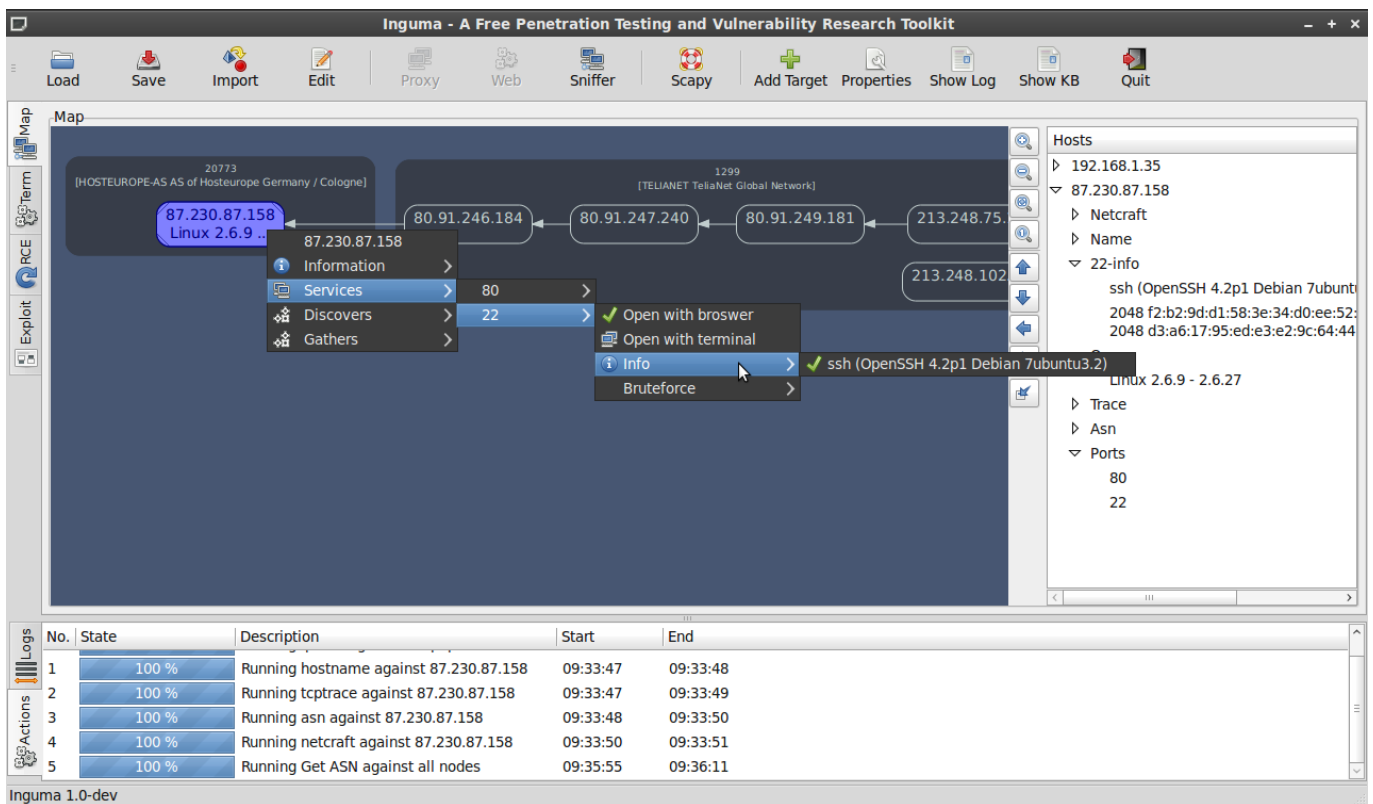 Inguma - A Free Penetration Testing and Vulnerability Research Toolkit
Load Save Import Edit Proxy Web Sniffer Scapy Add Target Properties Show Log Show KB Quit
Map
Term
RCE
Exploit
Map
20773
[HOSTEUROPE-AS AS of Hosteurope Germany / Cologne]
87.230.87.158
Linux 2.6.9 ...
1299
[TELIANET TeliaNet Global Network]
80.91.246.184
80.91.247.240
80.91.249.181
213.248.75.
213.248.102
87.230.87.158
Information
Services
Discovers
Gathers
80
22
Open with broswer
Open with terminal
Info
Bruteforce
ssh (OpenSSH 4.2p1 Debian 7ubuntu3.2)
Hosts
192.168.1.35
87.230.87.158
Netcraft
Name
22-info
ssh (OpenSSH 4.2p1 Debian 7ubunt
2048 f2:b2:9d:d1:58:3e:34:d0:ee:52:
2048 d3:a6:17:95:ed:e3:e2:9c:64:44
Linux 2.6.9 - 2.6.27
Trace
Asn
Ports
80
22
Logs
Actions
No. State Description Start End
1 100 % Running hostname against 87.230.87.158 09:33:47 09:33:48
2 100 % Running tcptrace against 87.230.87.158 09:33:47 09:33:49
3 100 % Running asn against 87.230.87.158 09:33:48 09:33:50
4 100 % Running netcraft against 87.230.87.158 09:33:50 09:33:51
5 100 % Running Get ASN against all nodes 09:35:55 09:36:11
Inguma 1.0-dev